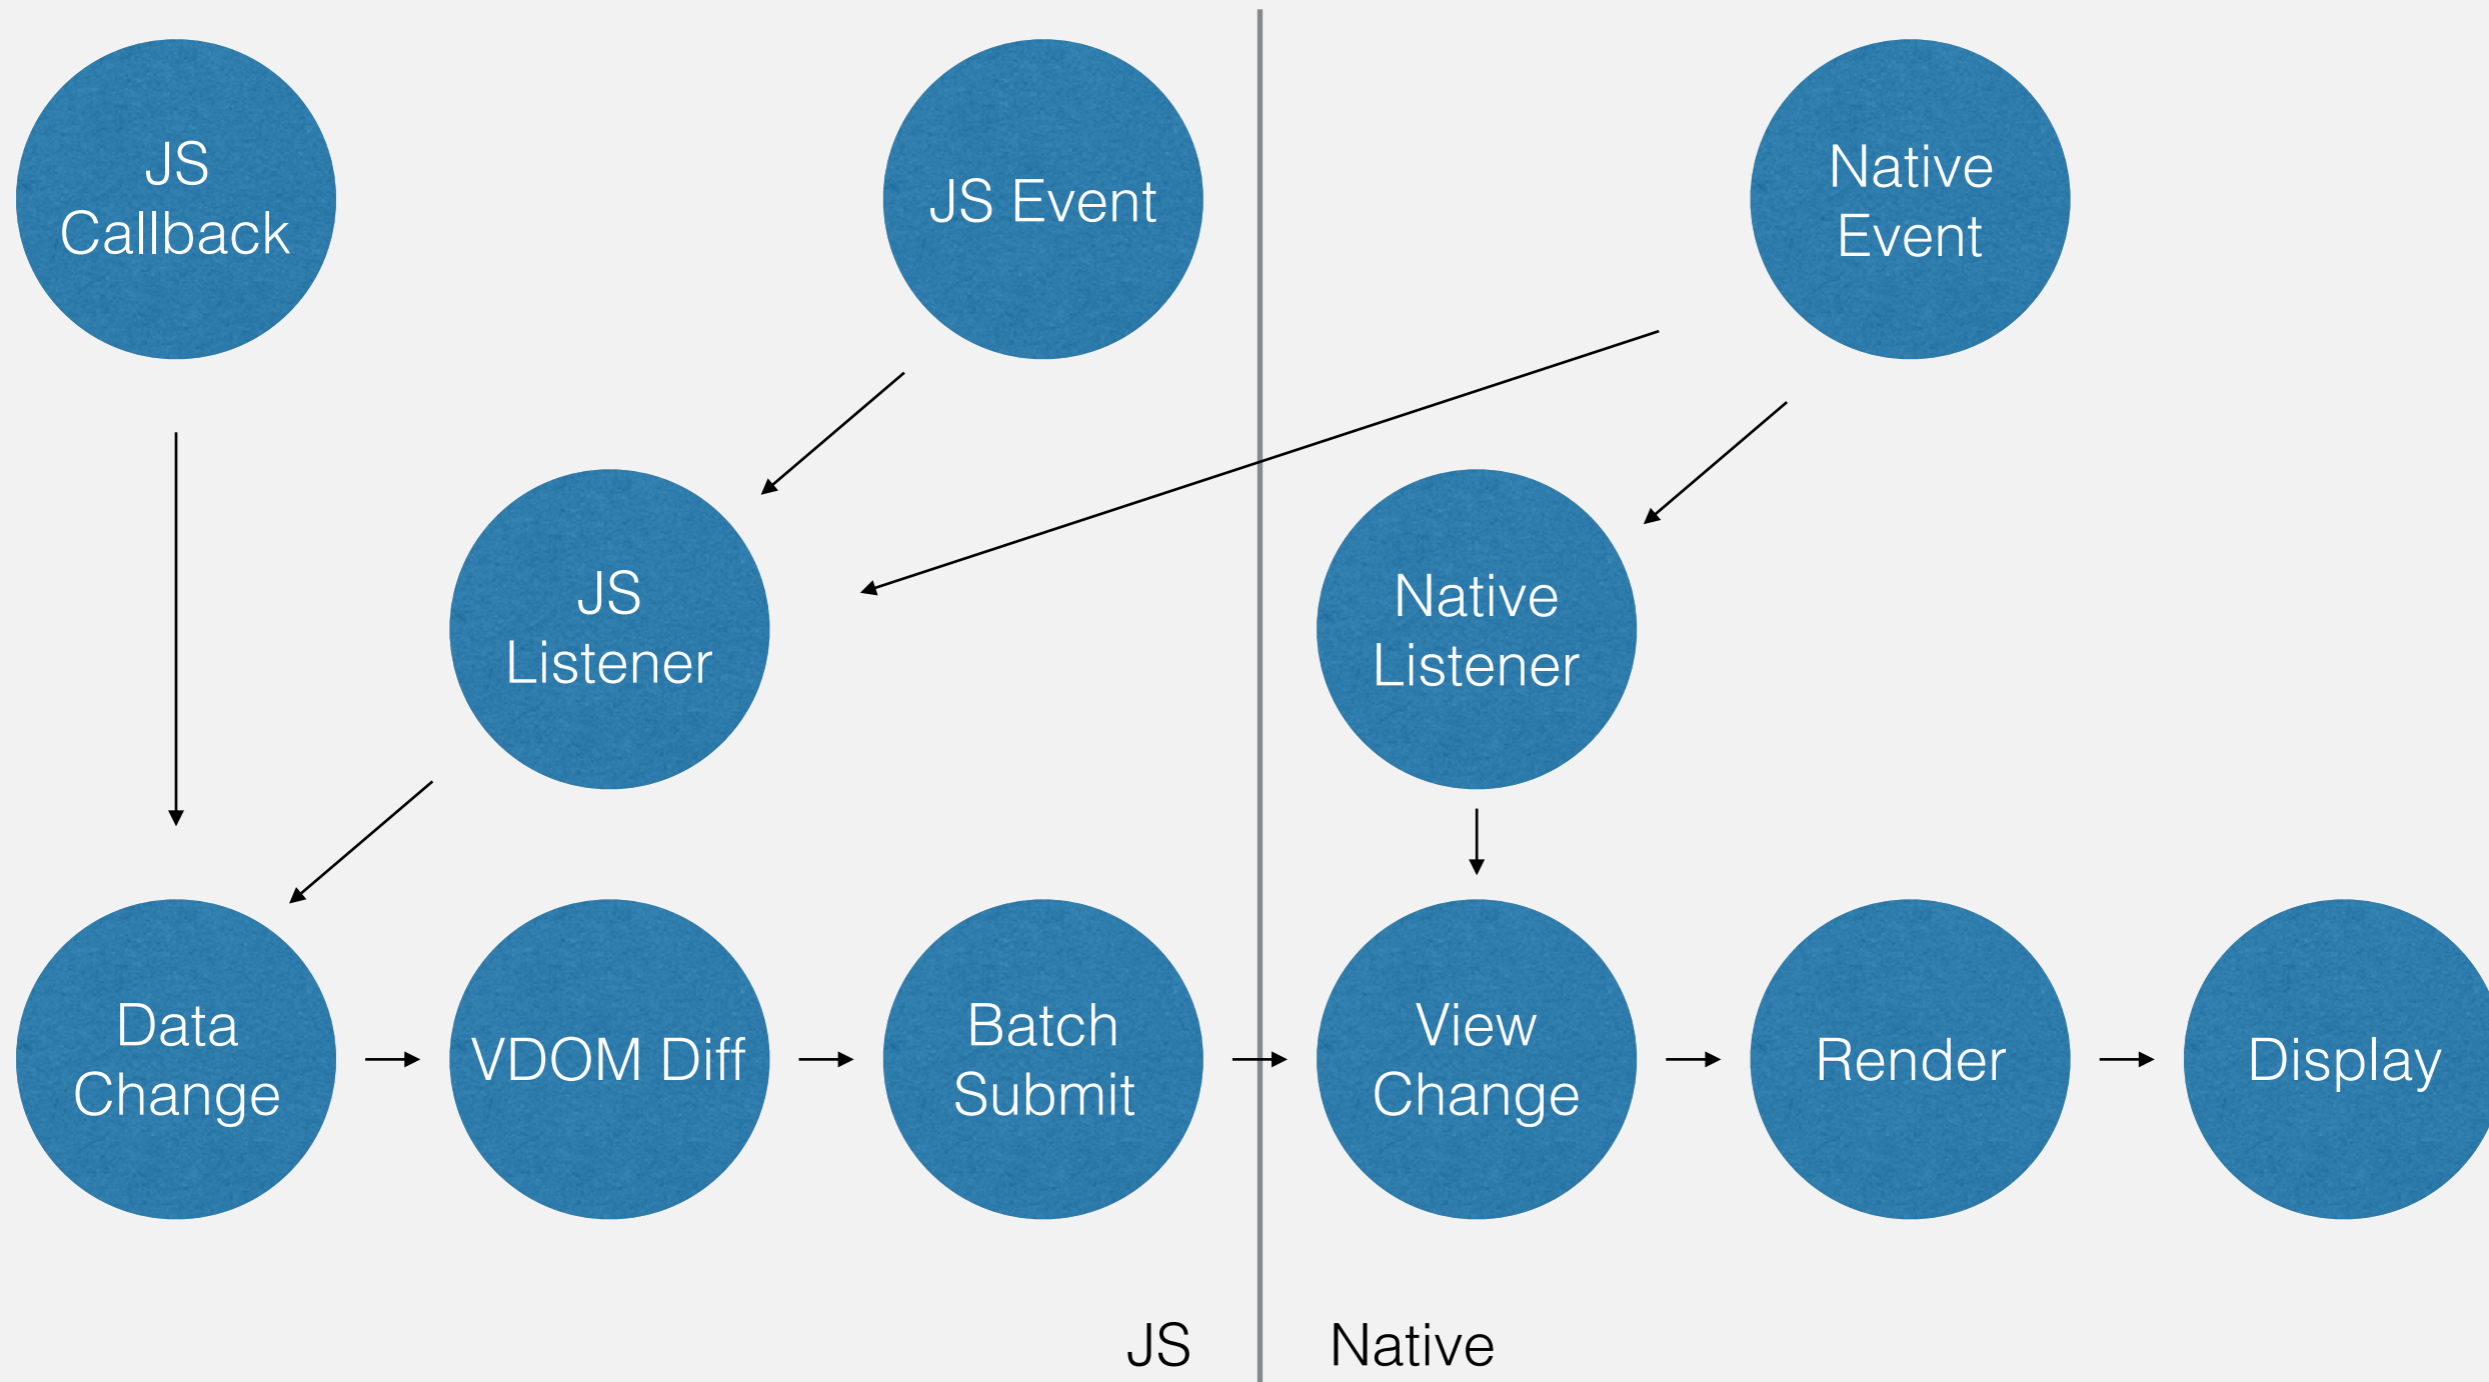 JS
Callback
JS Event
Native
Event
JS
Listener
Native
Listener
Data
Change
VDOM Diff
Batch
Submit
View
Change
Render
Display
JS
Native